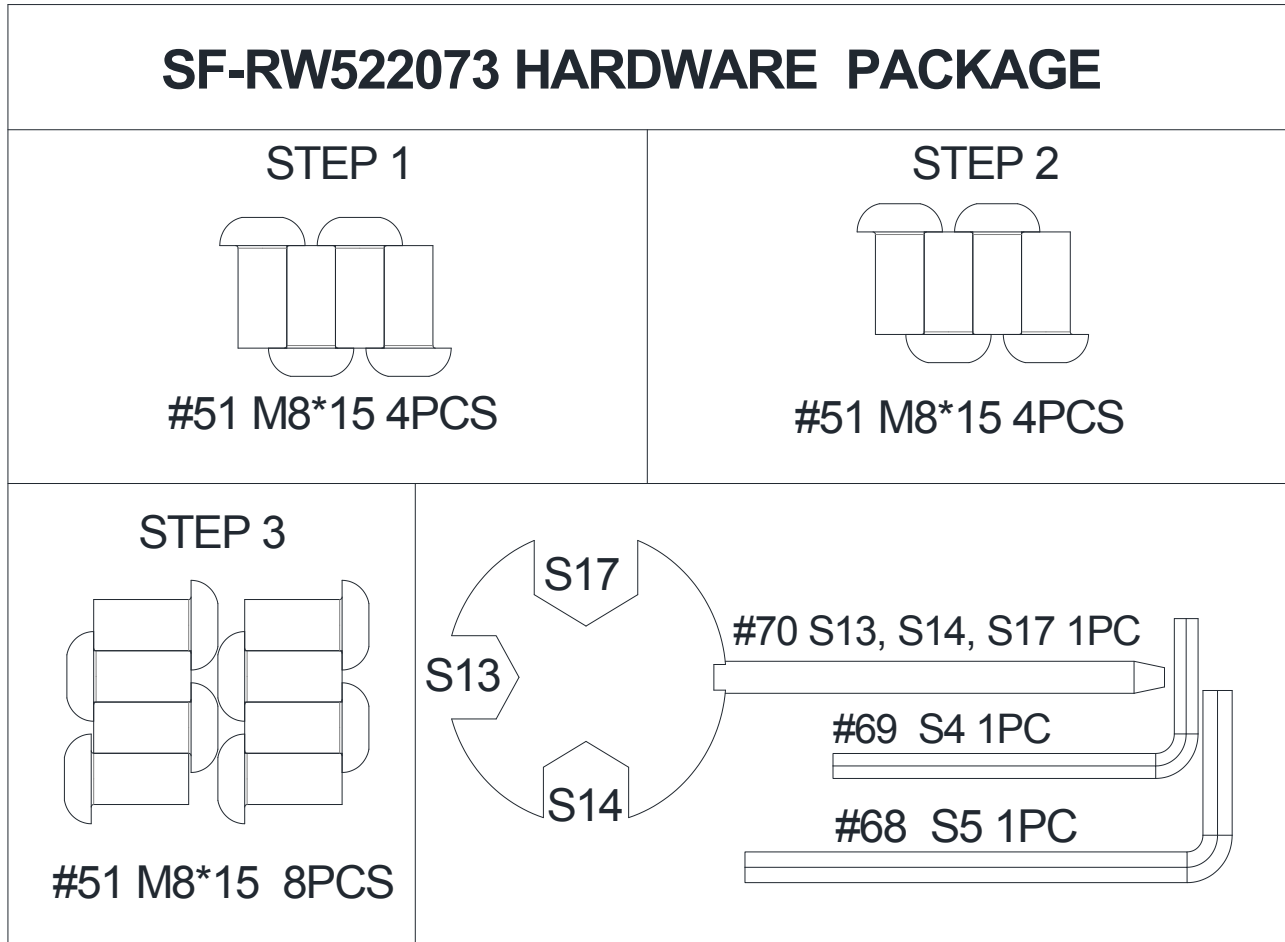 SF-RW522073 HARDWARE PACKAGE
STEP 1
#51 M8*15 4PCS
STEP 2
#51 M8*15 4PCS
STEP 3
#51 M8*15 8PCS
S17
S13
S14
#70 S13, S14, S17 1PC
#69 S4 1PC
#68 S5 1PC